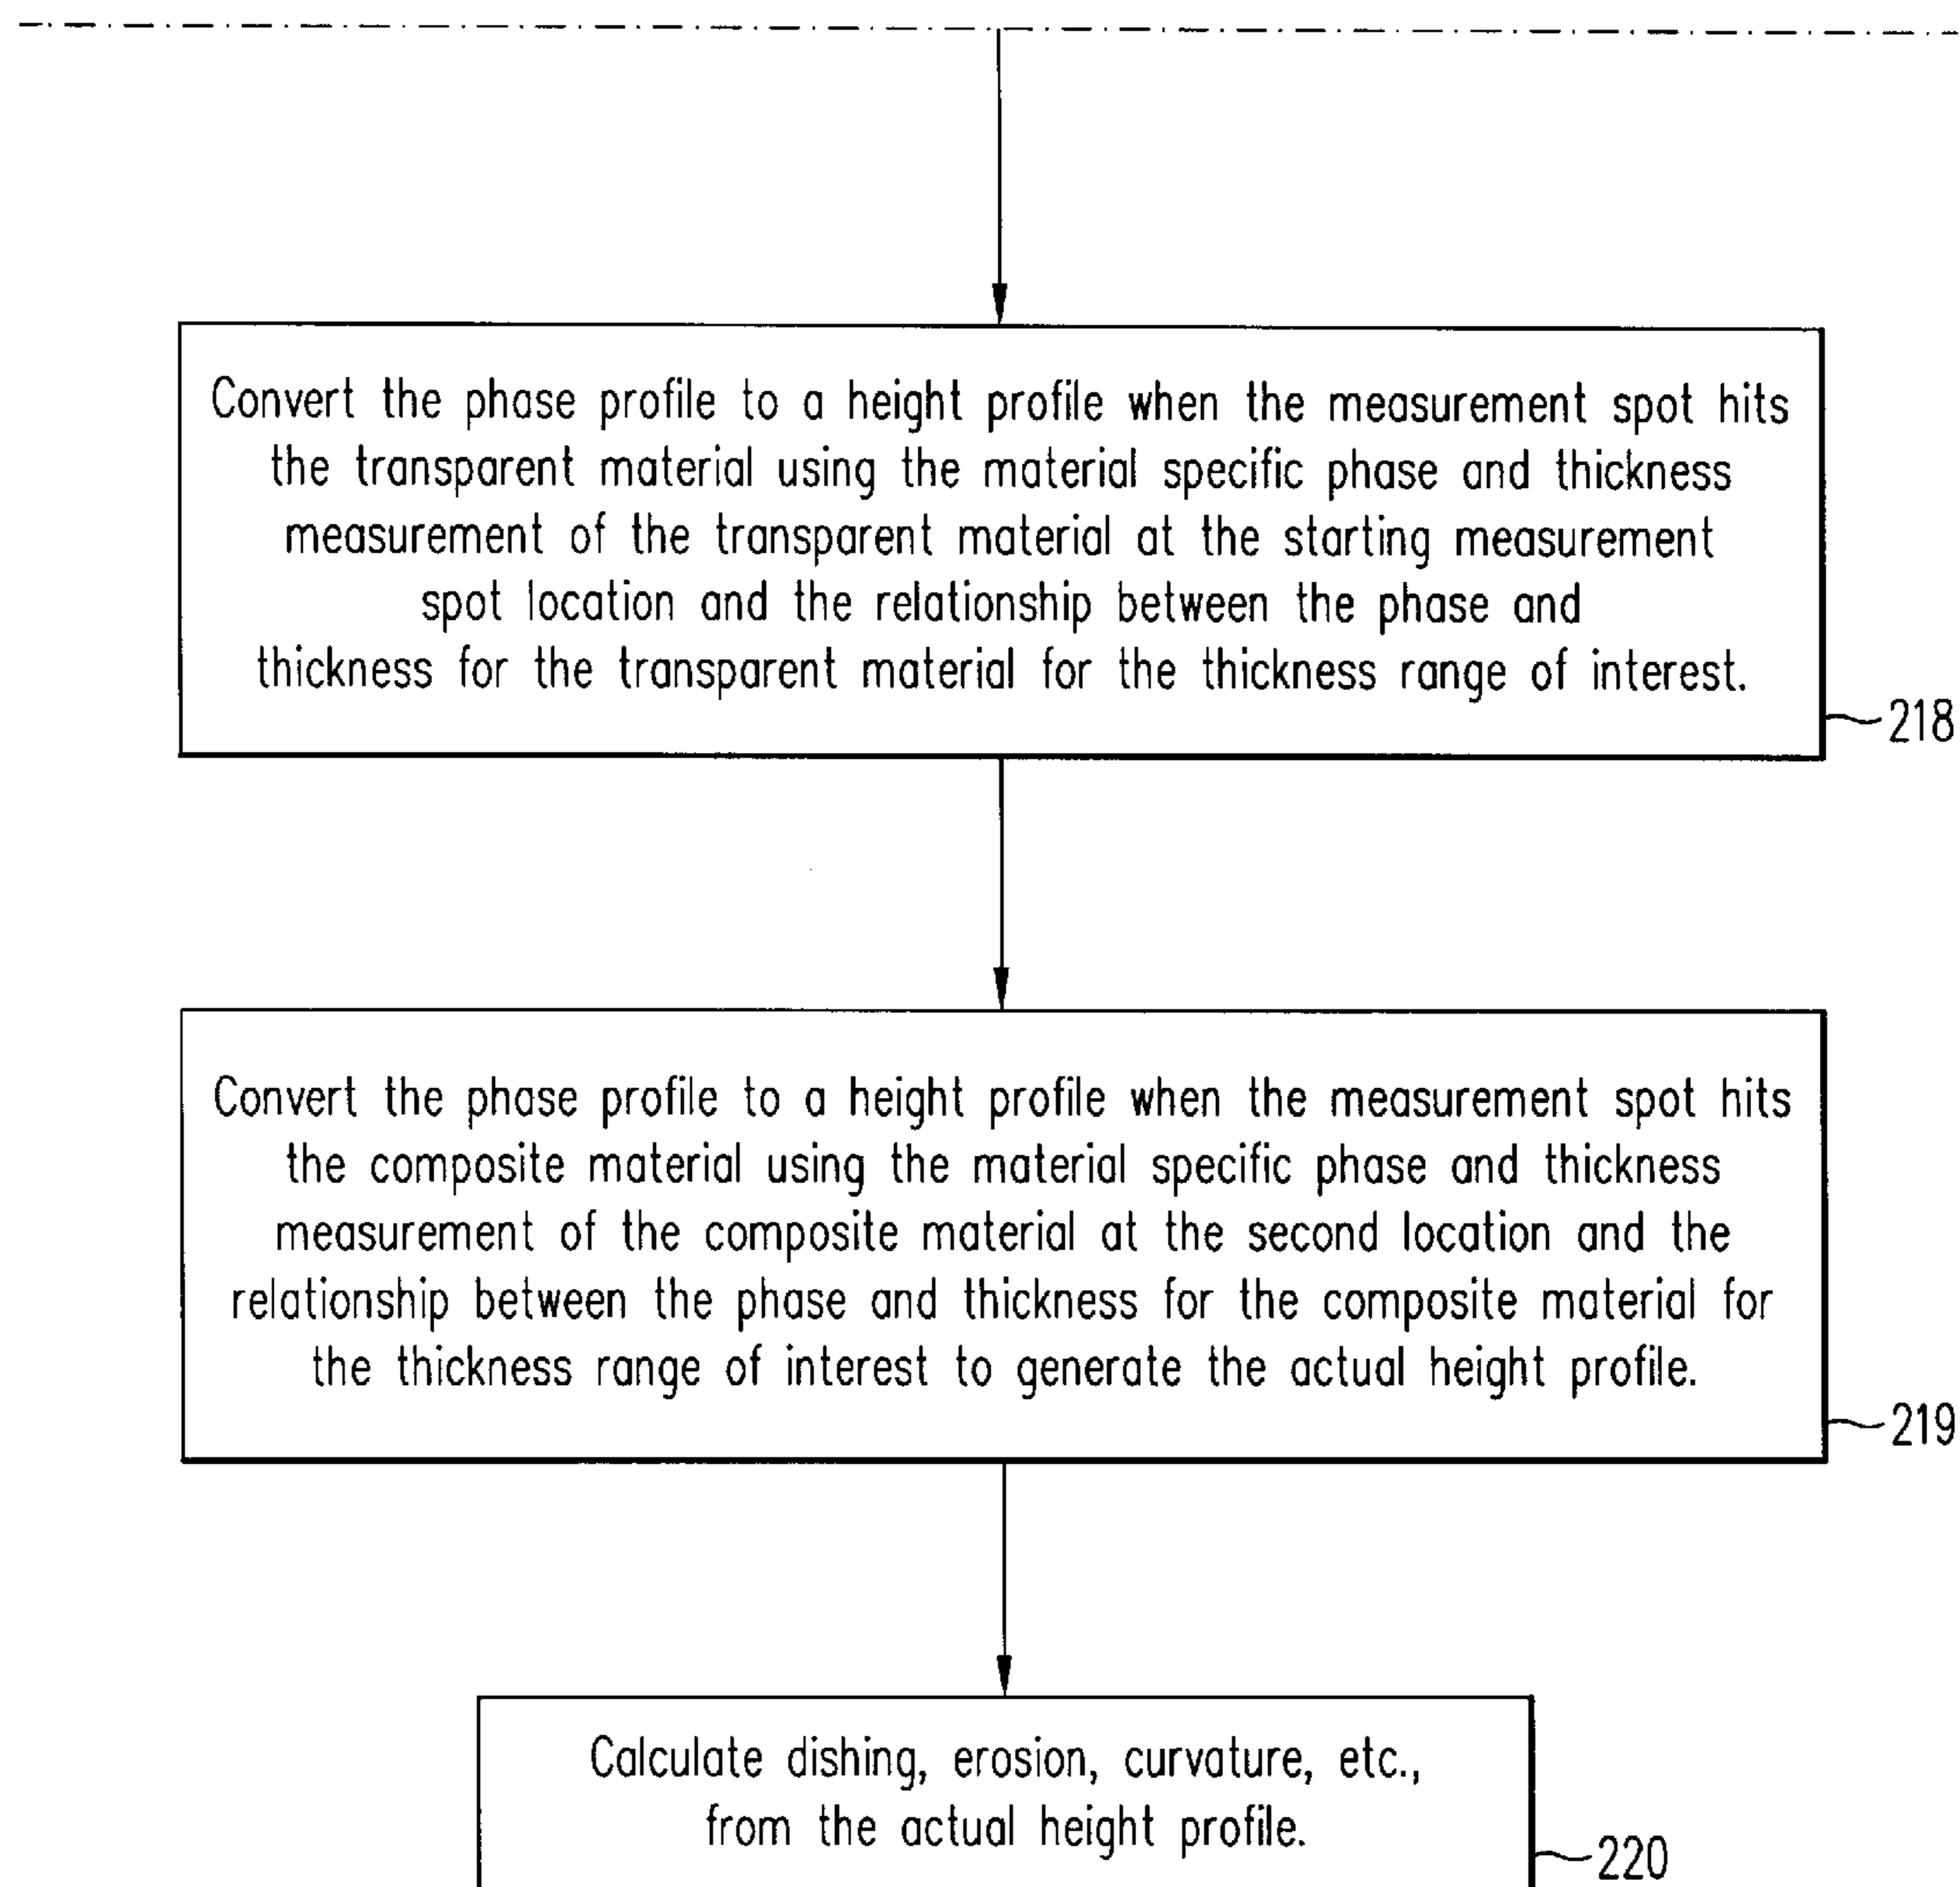 Convert the phase profile to a height profile when the measurement spot hits
the transparent material using the material specific phase and thickness
measurement of the transparent material at the starting measurement
spot location and the relationship between the phase and
thickness for the transparent material for the thickness range of interest.
218
Convert the phase profile to a height profile when the measurement spot hits
the composite material using the material specific phase and thickness
measurement of the composite material at the second location and the
relationship between the phase and thickness for the composite material for
the thickness range of interest to generate the actual height profile.
219
Calculate dishing, erosion, curvature, etc.,
from the actual height profile.
220